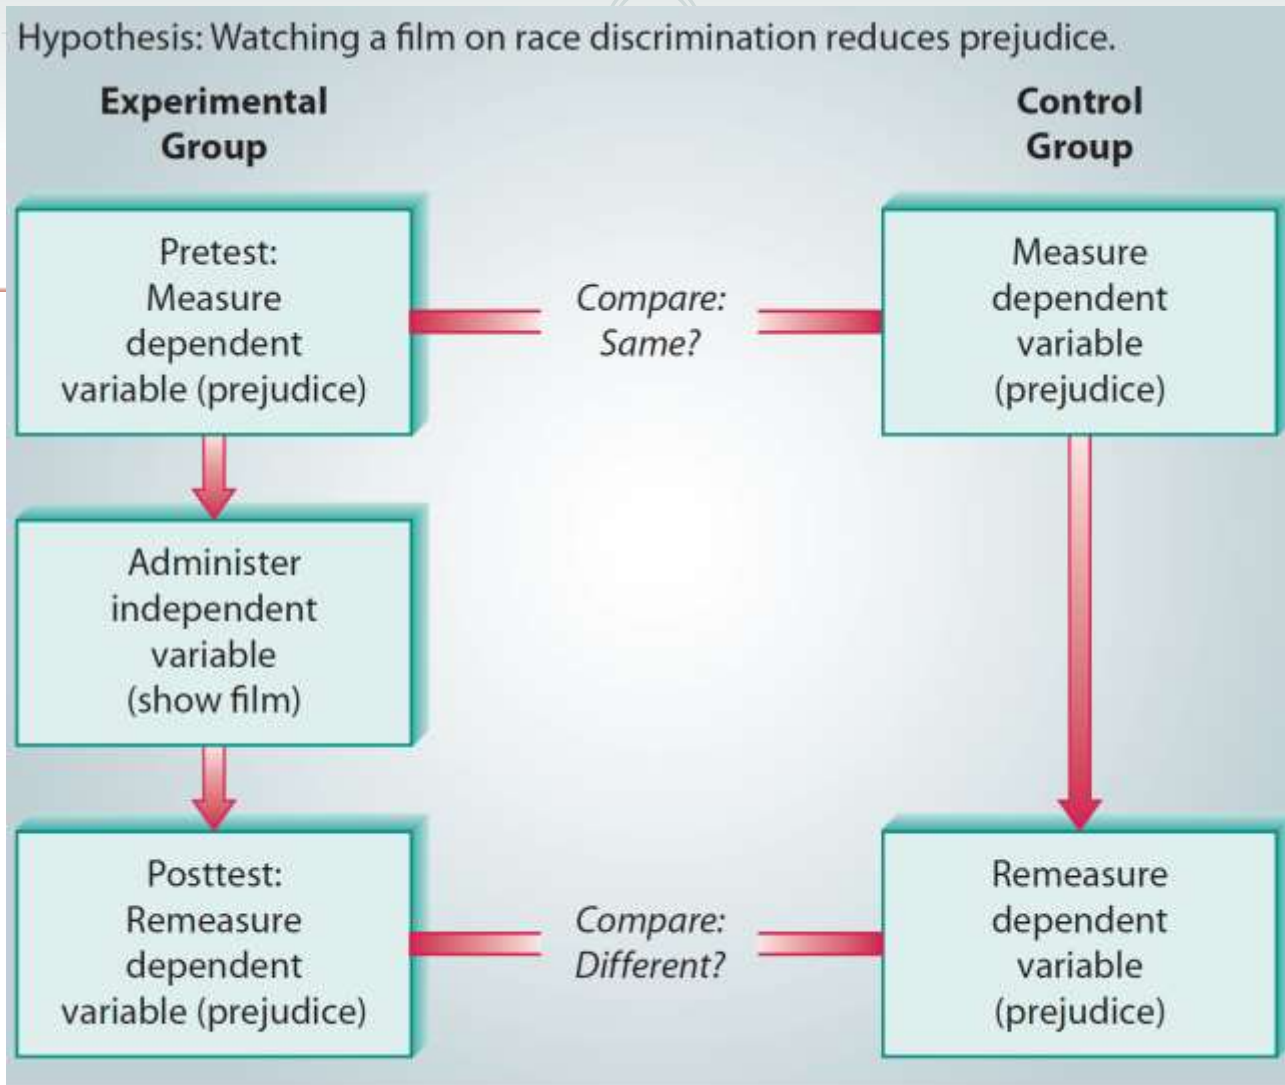 Hypothesis: Watching a film on race discrimination reduces prejudice.
Experimental
Group
Control
Group
Pretest:
Measure
dependent
variable (prejudice)
Compare:
Same?
Measure
dependent
variable
(prejudice)
Administer
independent
variable
(show film)
Posttest:
Remeasure
dependent
variable (prejudice)
Compare:
Different?
Remeasure
dependent
variable
(prejudice)